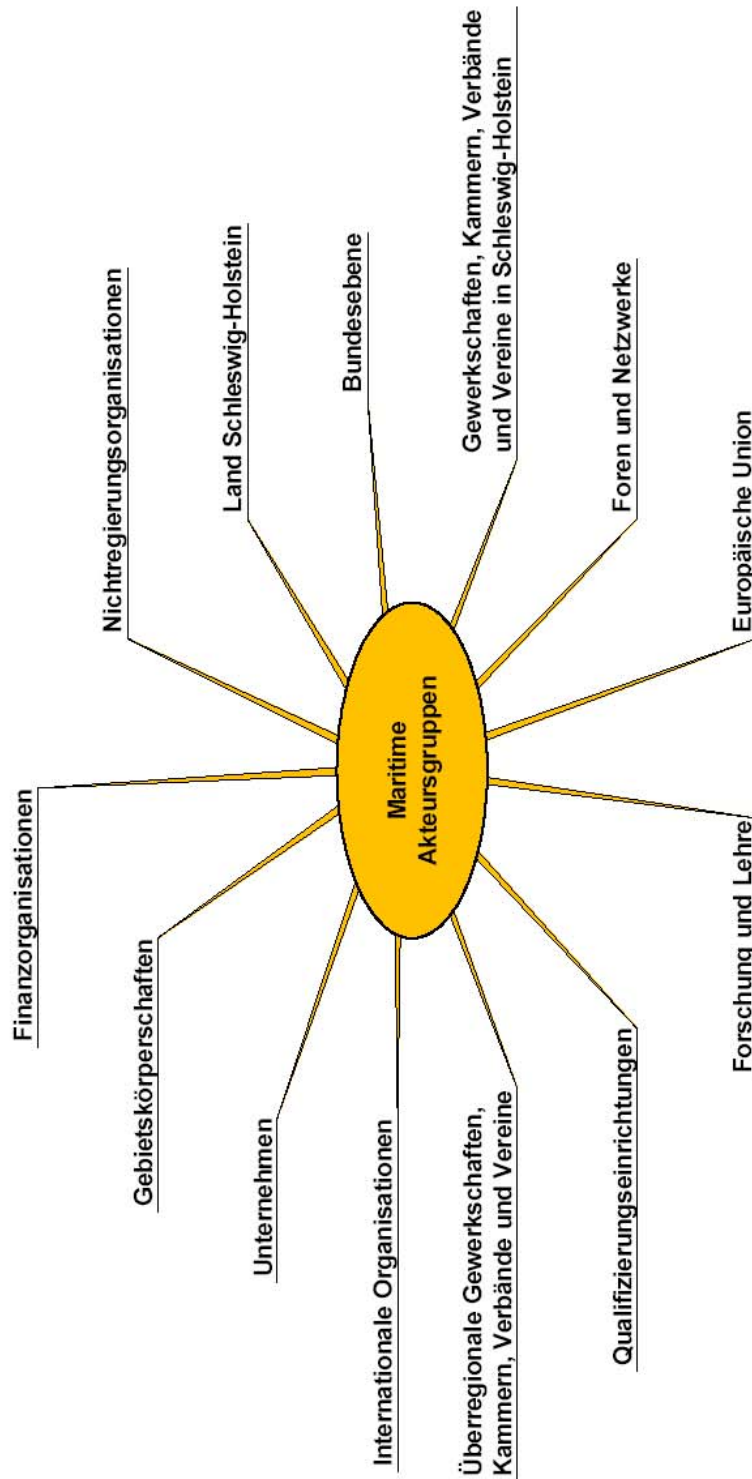 Finanzorganisationen
Nichtregierungsorganisationen
Gebietskörperschaften
Land Schleswig-Holstein
Unternehmen
Bundesebene
Internationale Organisationen
Maritime
Akteursgruppen
Überregionale Gewerkschaften,
Kammern, Verbände und Vereine
Gewerkschaften, Kammern, Verbände
und Vereine in Schleswig-Holstein
Qualifizierungseinrichtungen
Foren und Netzwerke
Forschung und Lehre
Europäische Union